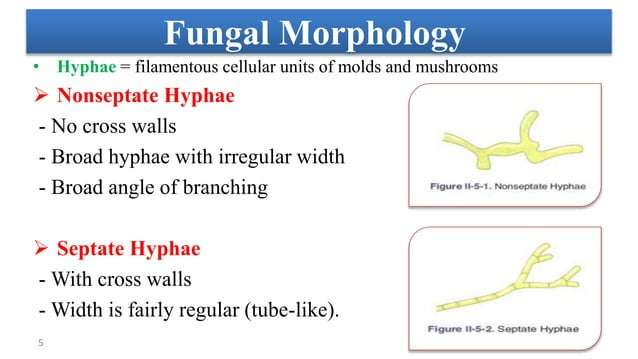 Fungal Morphology
• Hyphae = filamentous cellular units of molds and mushrooms
➢ Nonseptate Hyphae
- No cross walls
- Broad hyphae with irregular width
- Broad angle of branching
Figure II-5-1. Nonseptate Hyphae
➢ Septate Hyphae
- With cross walls
- Width is fairly regular (tube-like).
Figure II-5-2. Septate Hyphae
5